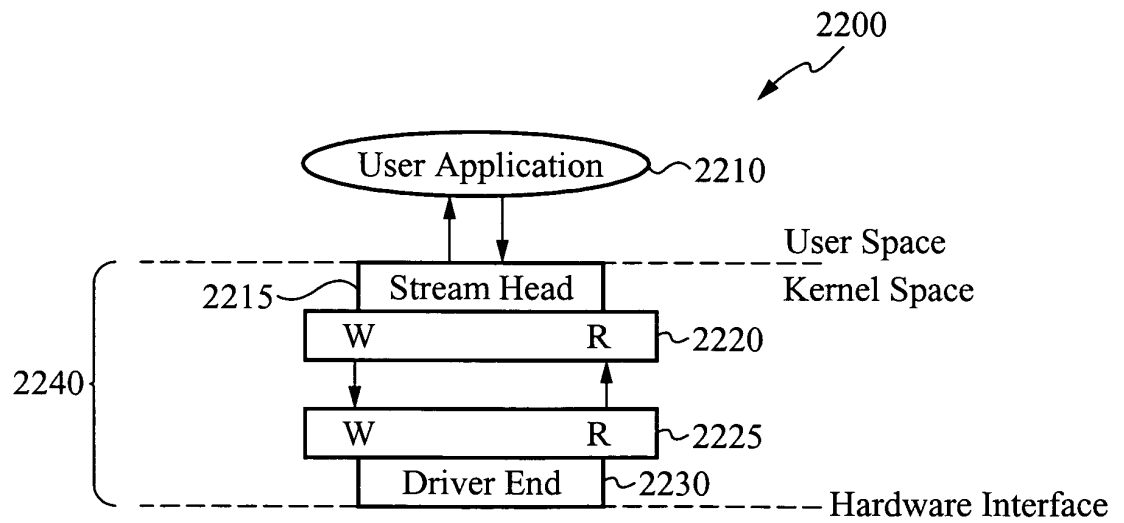 2200
User Application
2210
User Space
2215
Stream Head
Kernel Space
W R
2220
2240
W R
2225
Driver End
2230
Hardware Interface